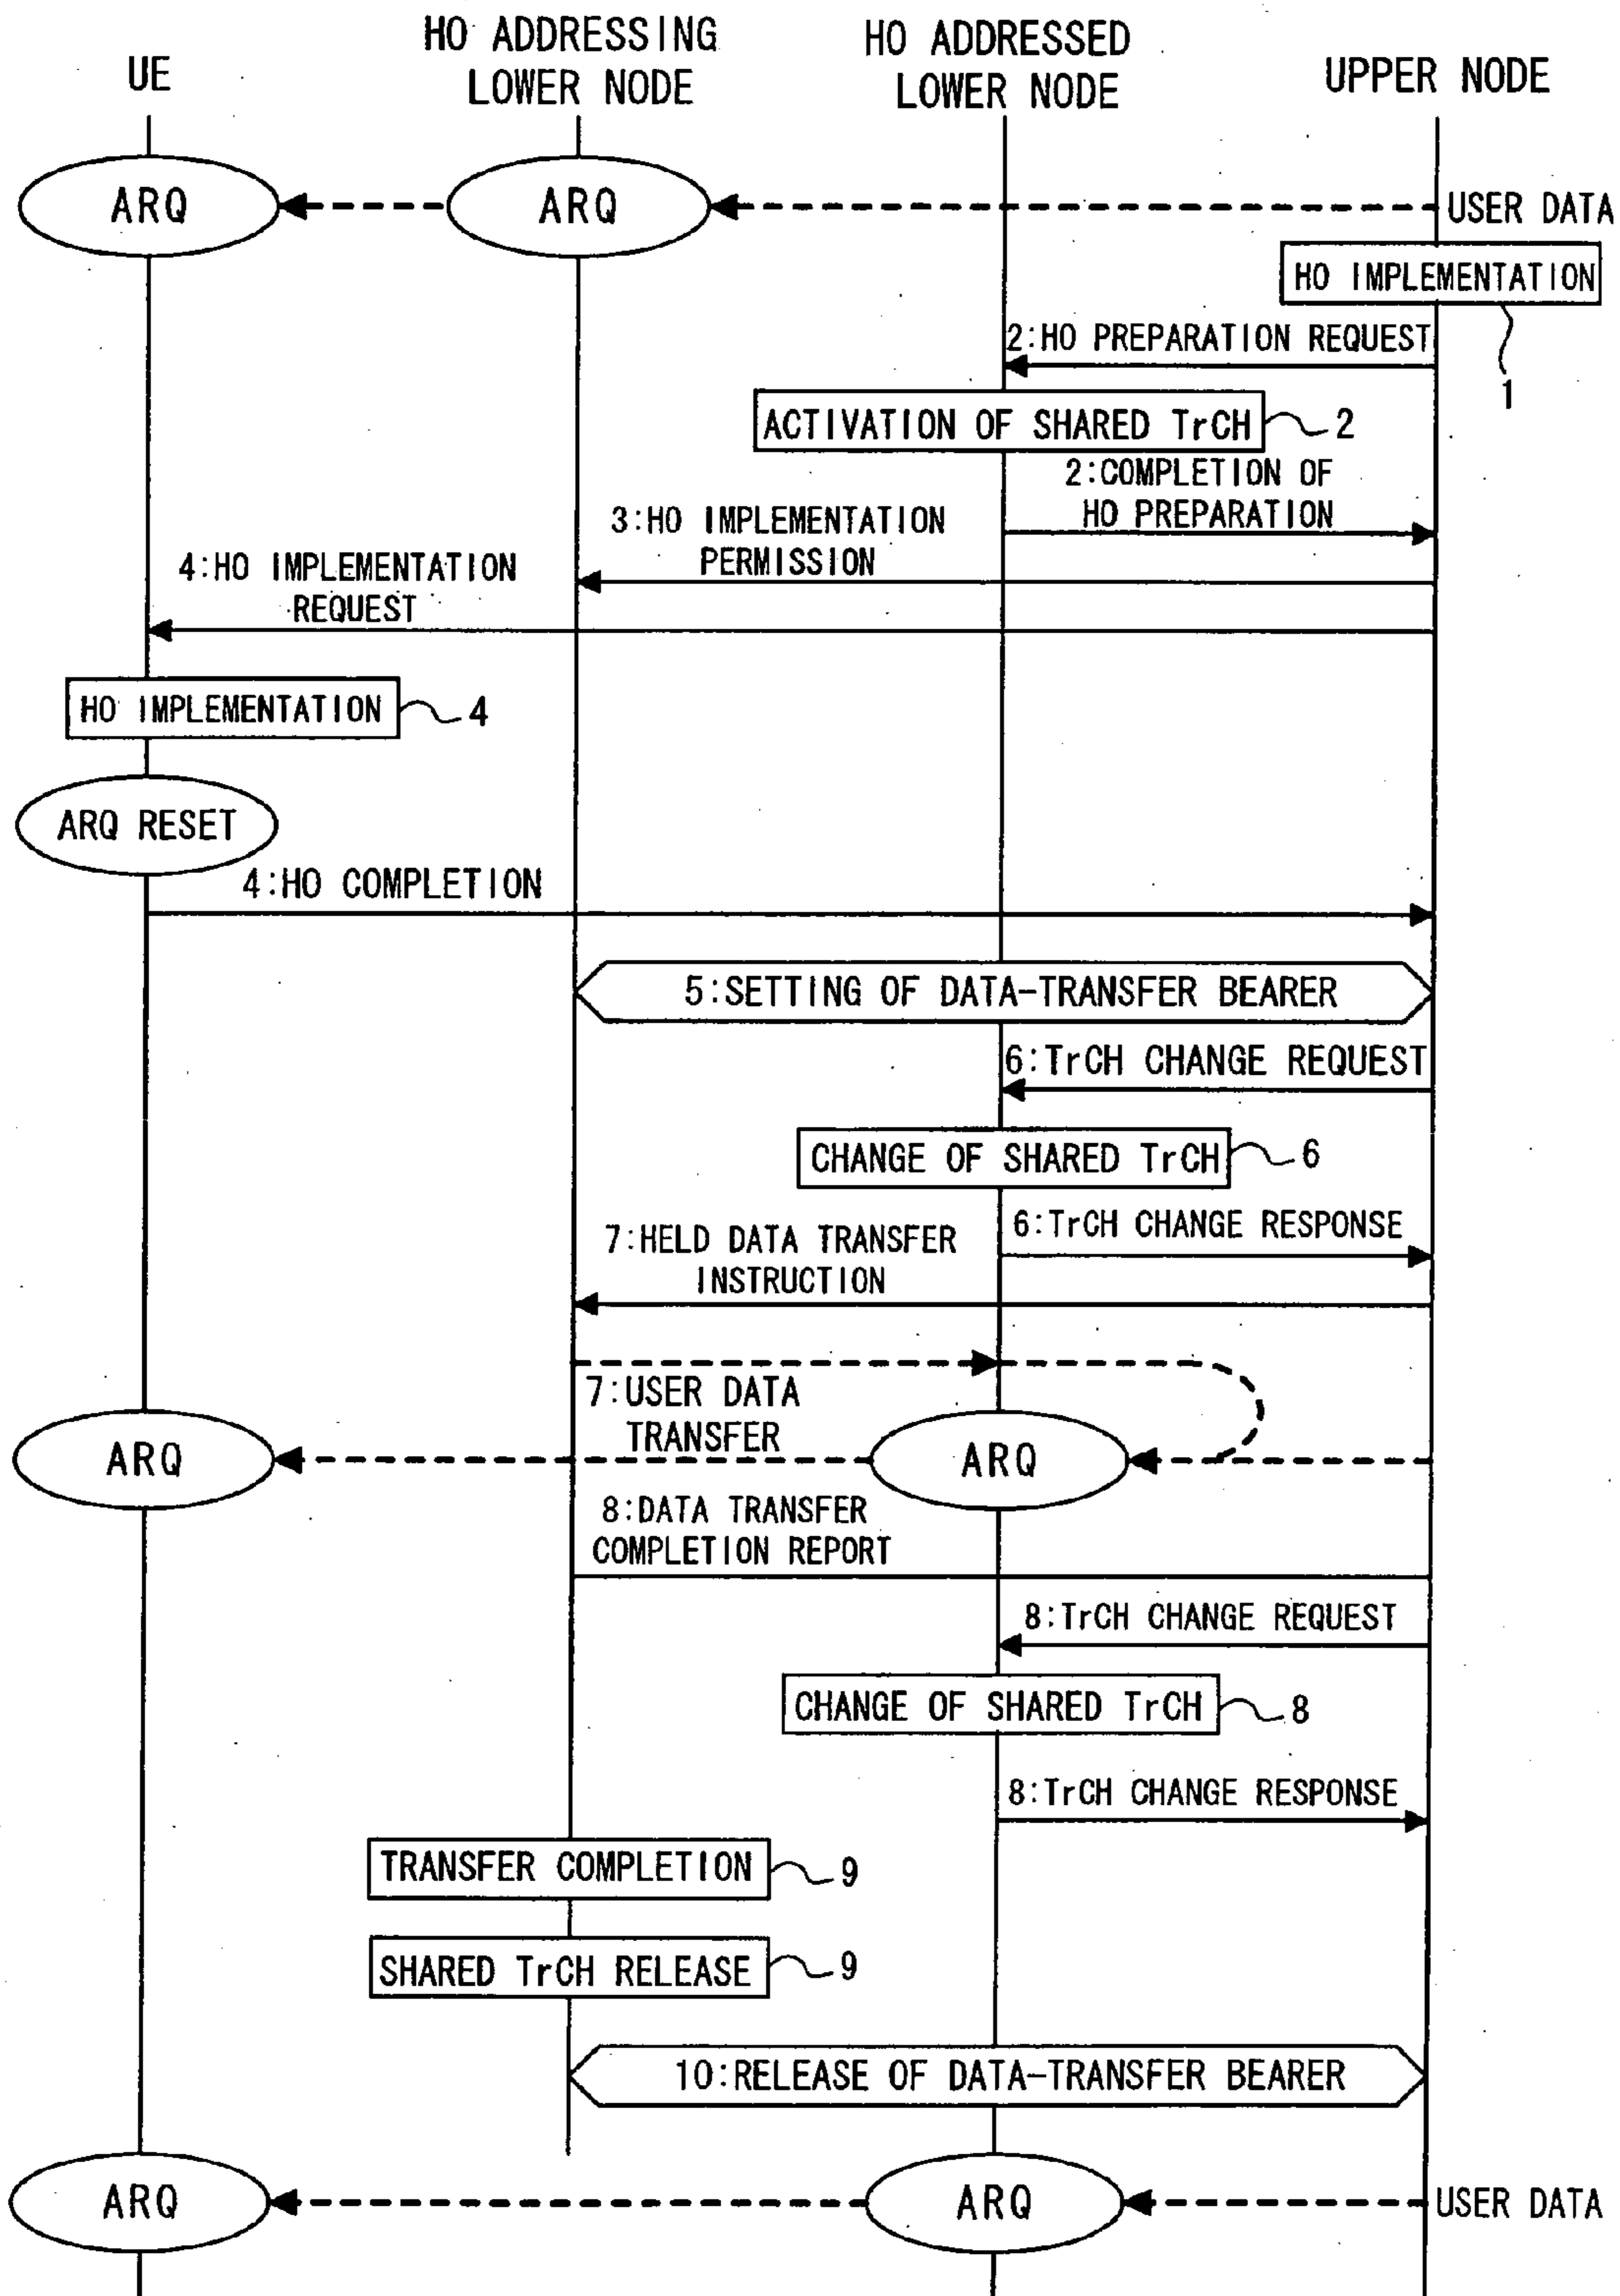 UE
HO ADDRESSING
LOWER NODE
HO ADDRESSED
LOWER NODE
UPPER NODE
ARQ
ARQ
USER DATA
HO IMPLEMENTATION
1
2:HO PREPARATION REQUEST
ACTIVATION OF SHARED TrCH
2
2:COMPLETION OF
HO PREPARATION
3:HO IMPLEMENTATION
PERMISSION
4:HO IMPLEMENTATION
REQUEST
HO IMPLEMENTATION
4
ARQ RESET
4:HO COMPLETION
5:SETTING OF DATA-TRANSFER BEARER
6:TrCH CHANGE REQUEST
CHANGE OF SHARED TrCH
6
6:TrCH CHANGE RESPONSE
7:HELD DATA TRANSFER
INSTRUCTION
7:USER DATA
TRANSFER
ARQ
ARQ
8:DATA TRANSFER
COMPLETION REPORT
8:TrCH CHANGE REQUEST
CHANGE OF SHARED TrCH
8
8:TrCH CHANGE RESPONSE
TRANSFER COMPLETION
9
SHARED TrCH RELEASE
9
10:RELEASE OF DATA-TRANSFER BEARER
ARQ
ARQ
USER DATA